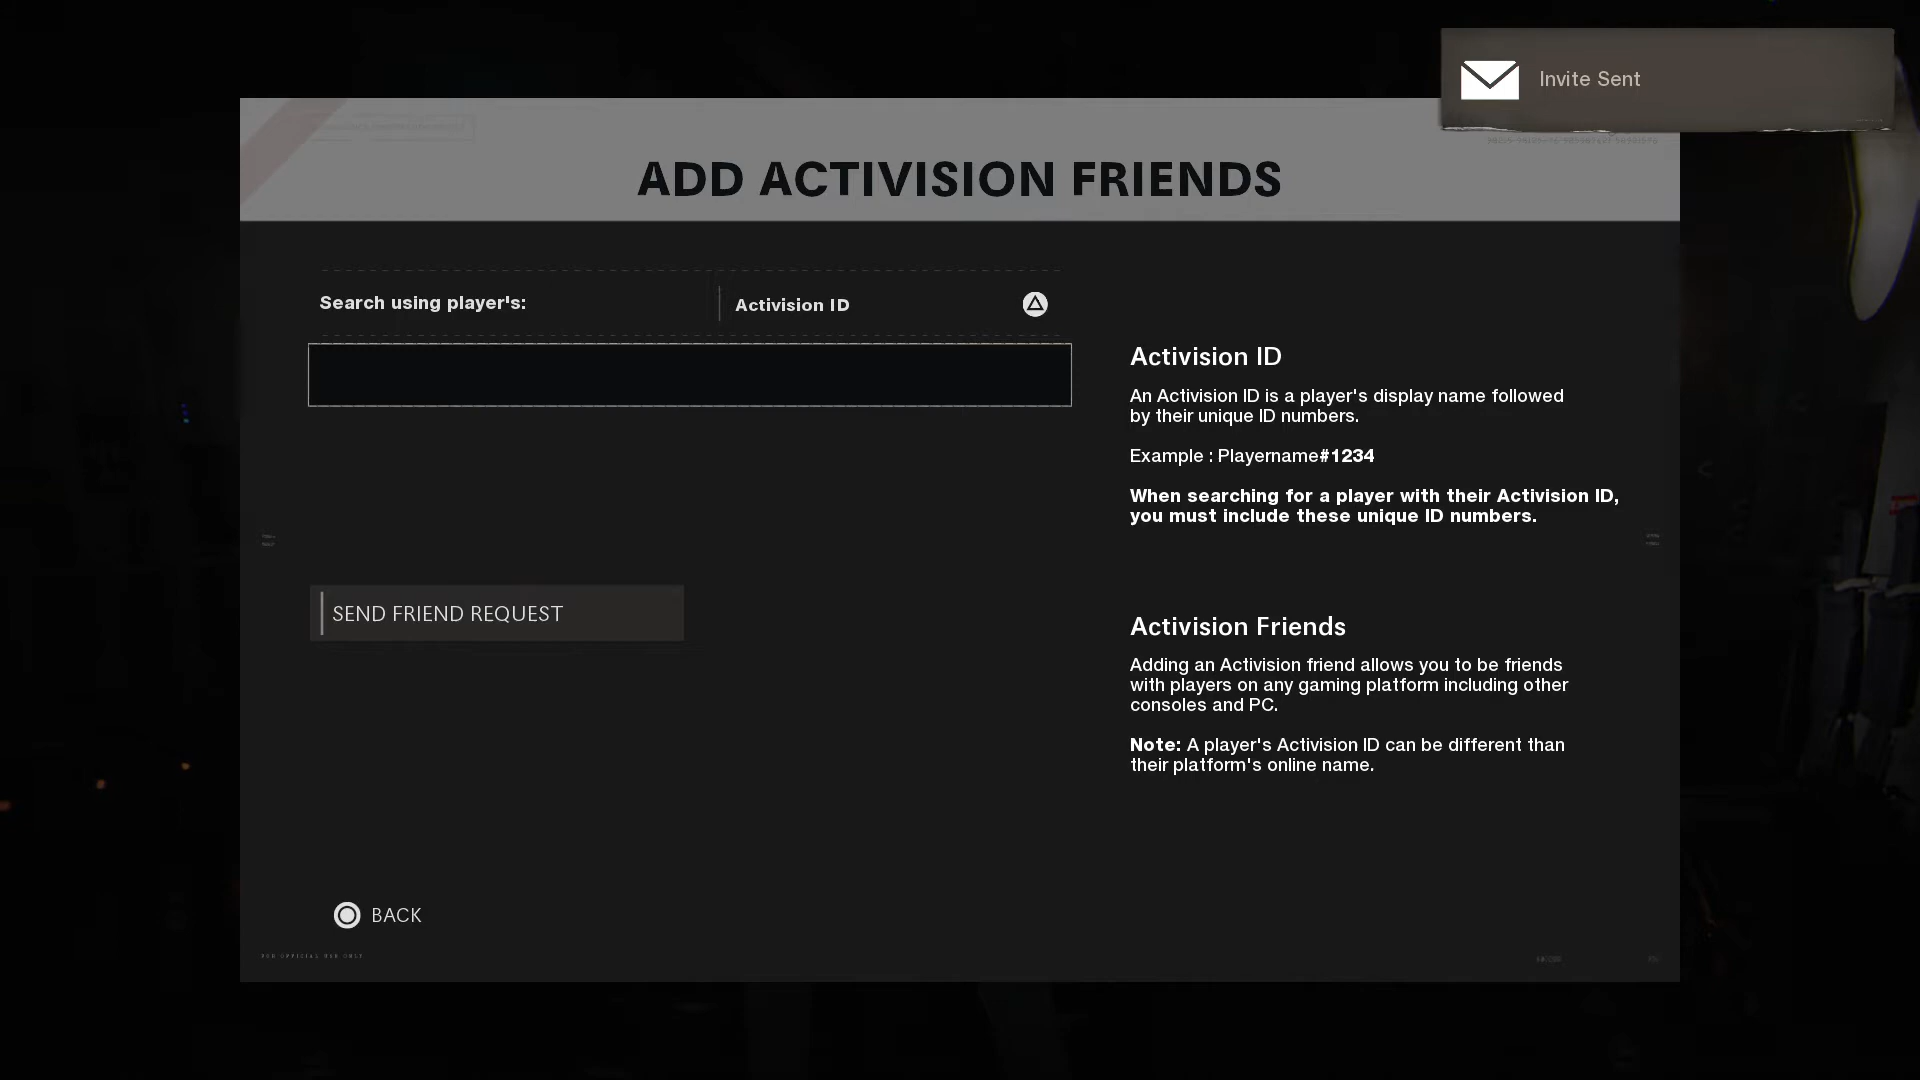 Invite Sent
ADD ACTIVISION FRIENDS
Search using player's:
Activision ID
Activision ID
An Activision ID is a player's display name followed
by their unique ID numbers.
Example : Playername#1234
When searching for a player with their Activision ID,
you must include these unique ID numbers.
SEND FRIEND REQUEST
Activision Friends
Adding an Activision friend allows you to be friends
with players on any gaming platform including other
consoles and PC.
Note: A player's Activision ID can be different than
their platform's online name.
BACK
FOR OFFICIAL USE ONLY